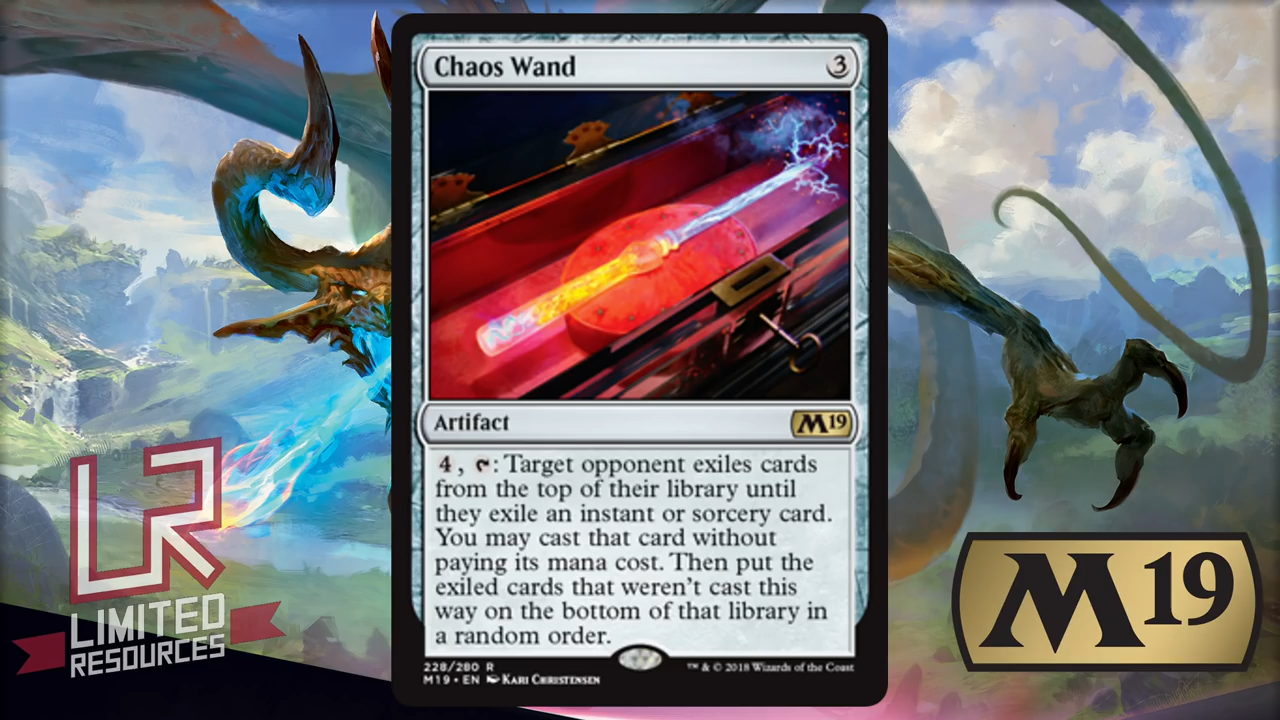 Chaos Wand 3
Artifact M19
4, T: Target opponent exiles cards
from the top of their library until
they exile an instant or sorcery card.
You may cast that card without
paying its mana cost. Then put the
exiled cards that weren't cast this
way on the bottom of that library in
a random order.
228/280 R
M19 • EN Kari Christensen
™ & © 2018 Wizards of the Coast
LR
LIMITED
RESOURCES
M19